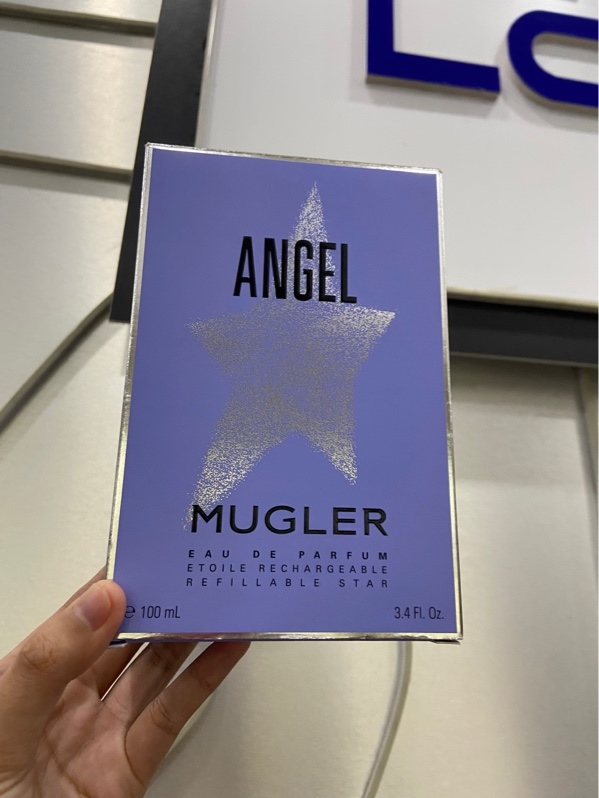 ANGEL
MUGLER
EAU DE PARFUM
ETOILE RECHARGEABLE
REFILLABLE STAR
℮ 100 mL
3.4 Fl. Oz.